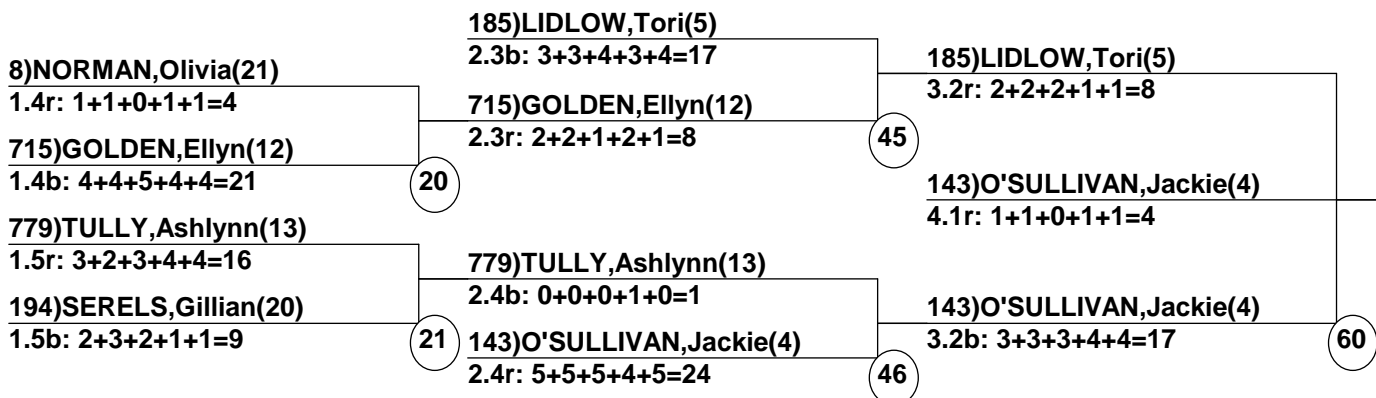 8)NORMAN,Olivia(21)
1.4r: 1+1+0+1+1=4
715)GOLDEN,Ellyn(12)
1.4b: 4+4+5+4+4=21
20
779)TULLY,Ashlynn(13)
1.5r: 3+2+3+4+4=16
194)SERELS,Gillian(20)
1.5b: 2+3+2+1+1=9
21
185)LIDLOW,Tori(5)
2.3b: 3+3+4+3+4=17
715)GOLDEN,Ellyn(12)
2.3r: 2+2+1+2+1=8
45
779)TULLY,Ashlynn(13)
2.4b: 0+0+0+1+0=1
143)O'SULLIVAN,Jackie(4)
2.4r: 5+5+5+4+5=24
46
185)LIDLOW,Tori(5)
3.2r: 2+2+2+1+1=8
143)O'SULLIVAN,Jackie(4)
4.1r: 1+1+0+1+1=4
143)O'SULLIVAN,Jackie(4)
3.2b: 3+3+3+4+4=17
60